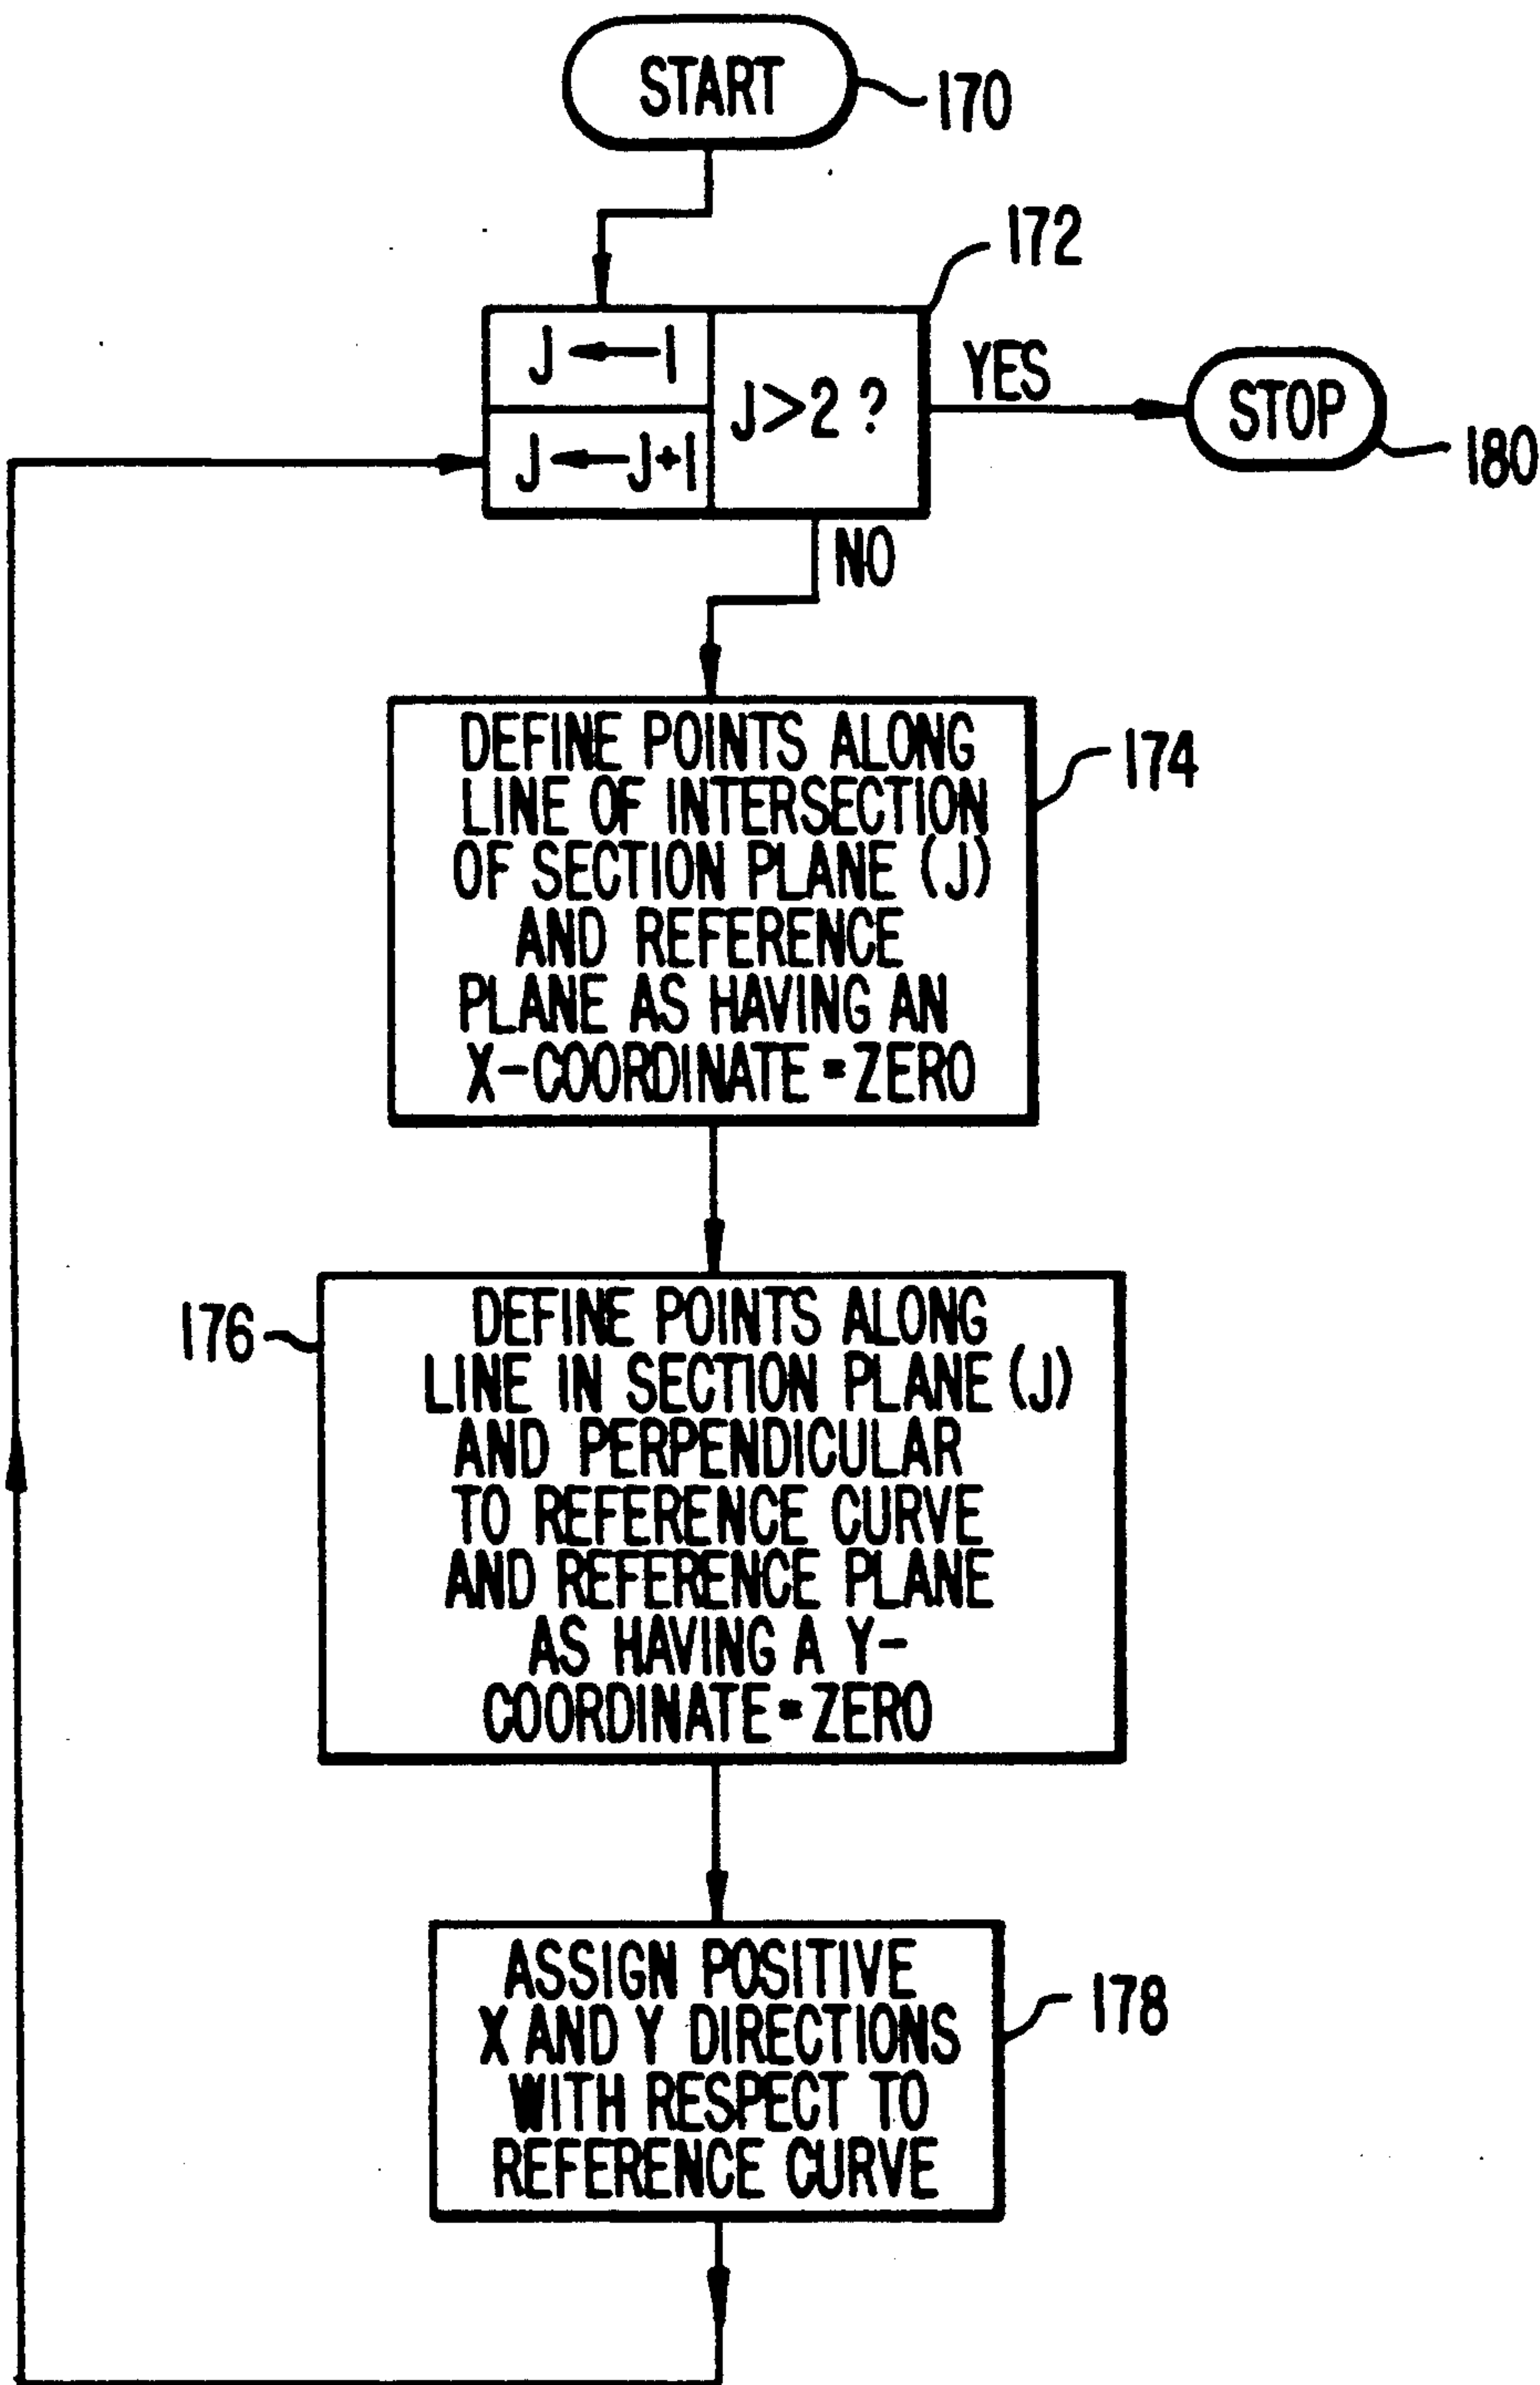 START
170
172
J ← 1
J ← J+1
J>2 ?
YES
STOP
180
NO
DEFINE POINTS ALONG
LINE OF INTERSECTION
OF SECTION PLANE (J)
AND REFERENCE
PLANE AS HAVING AN
X-COORDINATE = ZERO
174
176
DEFINE POINTS ALONG
LINE IN SECTION PLANE (J)
AND PERPENDICULAR
TO REFERENCE CURVE
AND REFERENCE PLANE
AS HAVING A Y-
COORDINATE = ZERO
ASSIGN POSITIVE
X AND Y DIRECTIONS
WITH RESPECT TO
REFERENCE CURVE
178